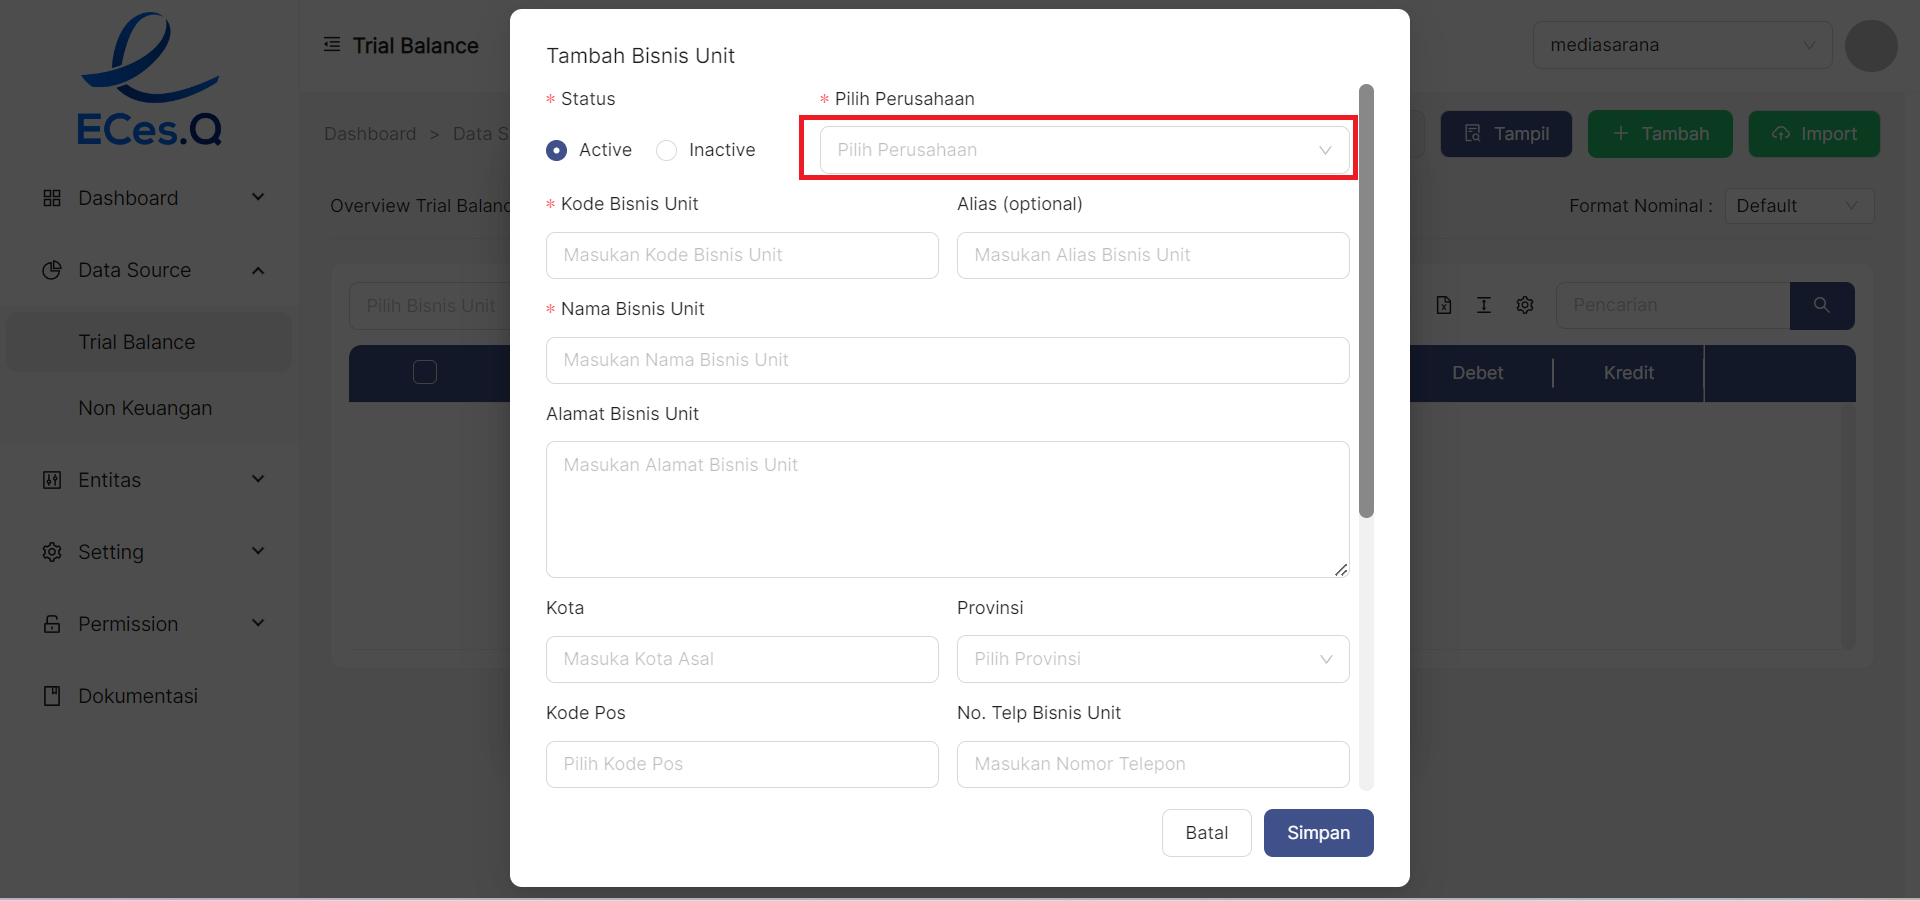 ECes.Q
Dashboard
Data Source
Trial Balance
Non Keuangan
Entitas
Setting
Permission
Dokumentasi
Trial Balance
mediasarana
Dashboard > Data S
Tampil
+ Tambah
Import
Overview Trial Balanc
Format Nominal : Default
Pilih Bisnis Unit
Pencarian
Debet
Kredit
Tambah Bisnis Unit
* Status
Active
Inactive
* Pilih Perusahaan
Pilih Perusahaan
* Kode Bisnis Unit
Masukan Kode Bisnis Unit
Alias (optional)
Masukan Alias Bisnis Unit
* Nama Bisnis Unit
Masukan Nama Bisnis Unit
Alamat Bisnis Unit
Masukan Alamat Bisnis Unit
Kota
Masuka Kota Asal
Provinsi
Pilih Provinsi
Kode Pos
Pilih Kode Pos
No. Telp Bisnis Unit
Masukan Nomor Telepon
Batal
Simpan